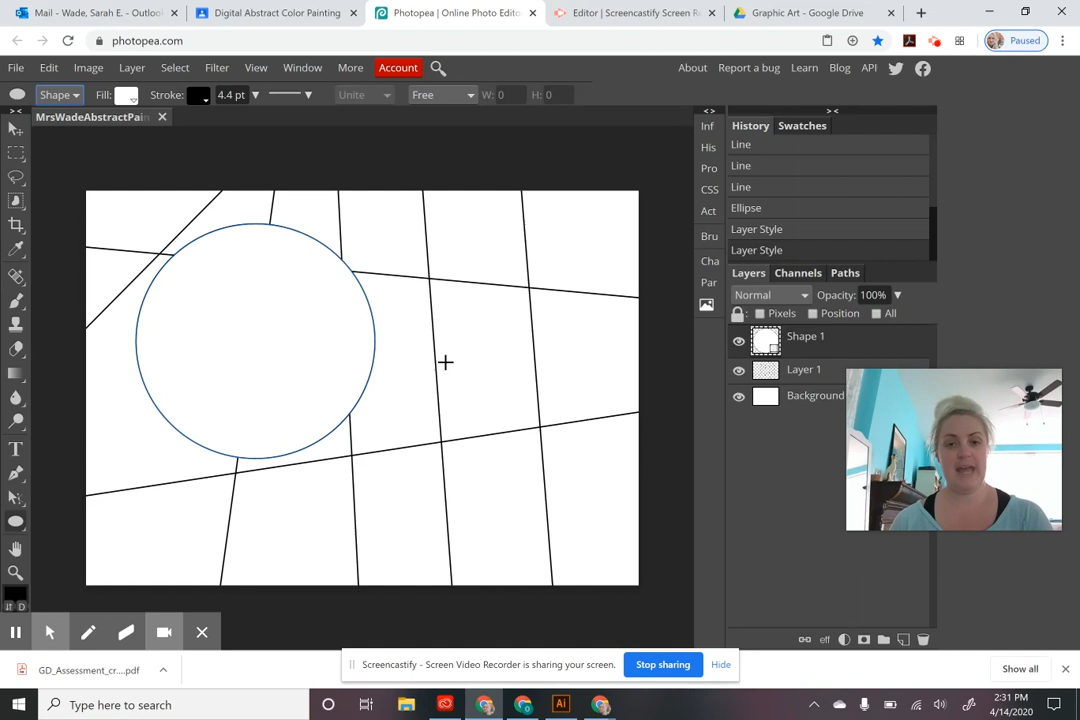 Mail - Wade, Sarah E. - Outloo
Digital Abstract Color Painting
Photopea | Online Photo Edito
Editor | Screencastify Screen R
Graphic Art - Google Drive
photopea.com
Paused
File Edit Image Layer Select Filter View Window More Account
About Report a bug Learn Blog API
Shape Fill: Stroke: 4.4 pt Unite Free W: 0 H: 0
MrsWadeAbstractPain
Inf
His
Pro
CSS
Act
Bru
Cha
Par
History Swatches
Line
Line
Line
Ellipse
Layer Style
Layer Style
Layers Channels Paths
Normal Opacity: 100%
: Pixels Position All
Shape 1
Layer 1
Background
T
D
eff
GD_Assessment_cr....pdf
Screencastify - Screen Video Recorder is sharing your screen.
Stop sharing
Hide
Show all
Type here to search
Ai
2:31 PM
4/14/2020